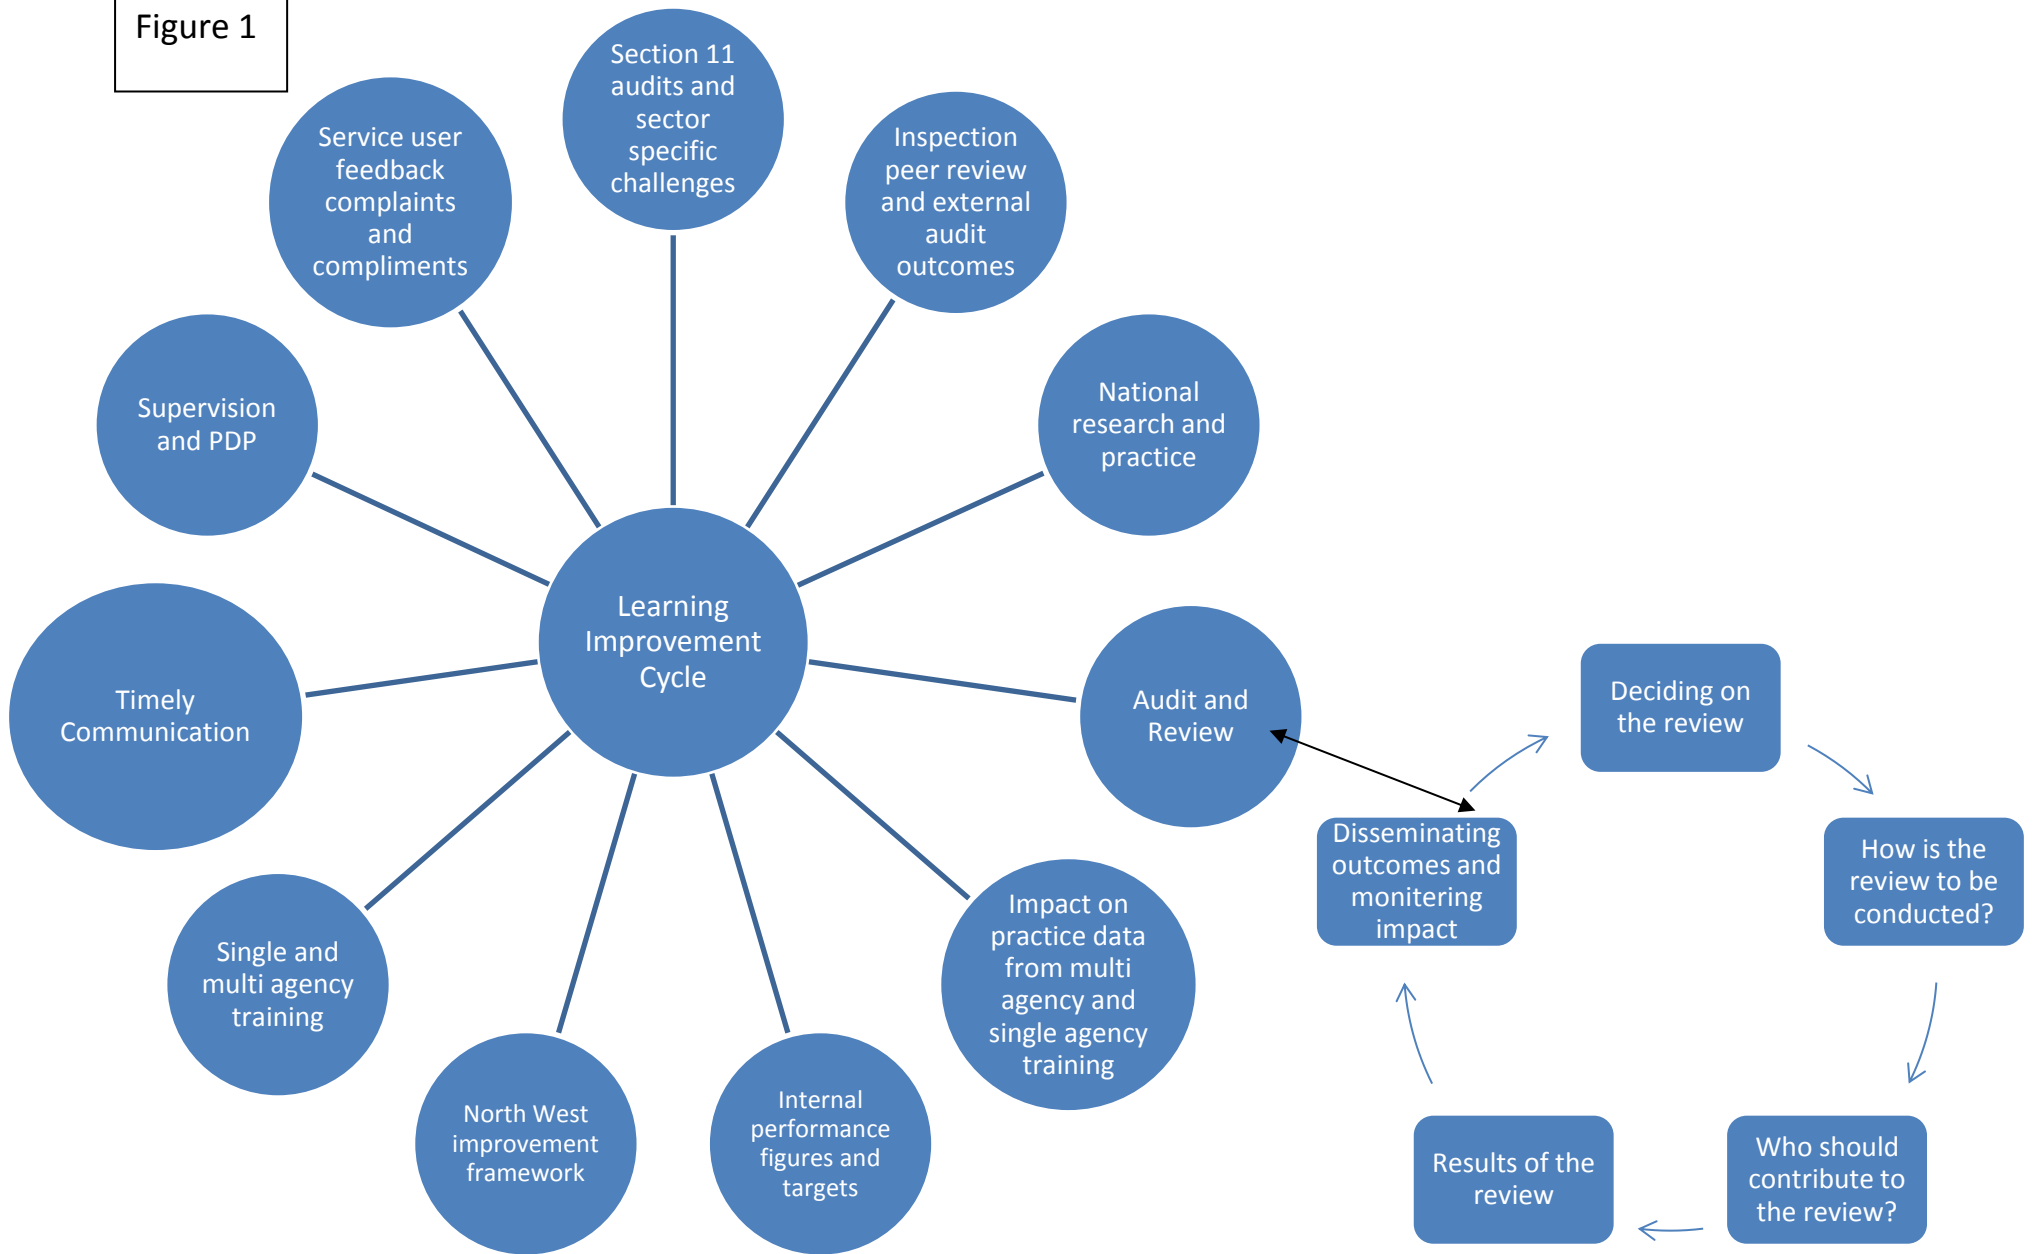 Figure 1
Section 11
audits and
sector
specific
challenges
Inspection
peer review
and external
audit
outcomes
National
research and
practice
Audit and
Review
Impact on
practice data
from multi
agency and
single agency
training
Internal
performance
figures and
targets
North West
improvement
framework
Single and
multi agency
training
Timely
Communication
Supervision
and PDP
Service user
feedback
complaints
and
compliments
Learning
Improvement
Cycle
Deciding on
the review
How is the
review to be
conducted?
Who should
contribute to
the review?
Results of the
review
Disseminating
outcomes and
monitering
impact